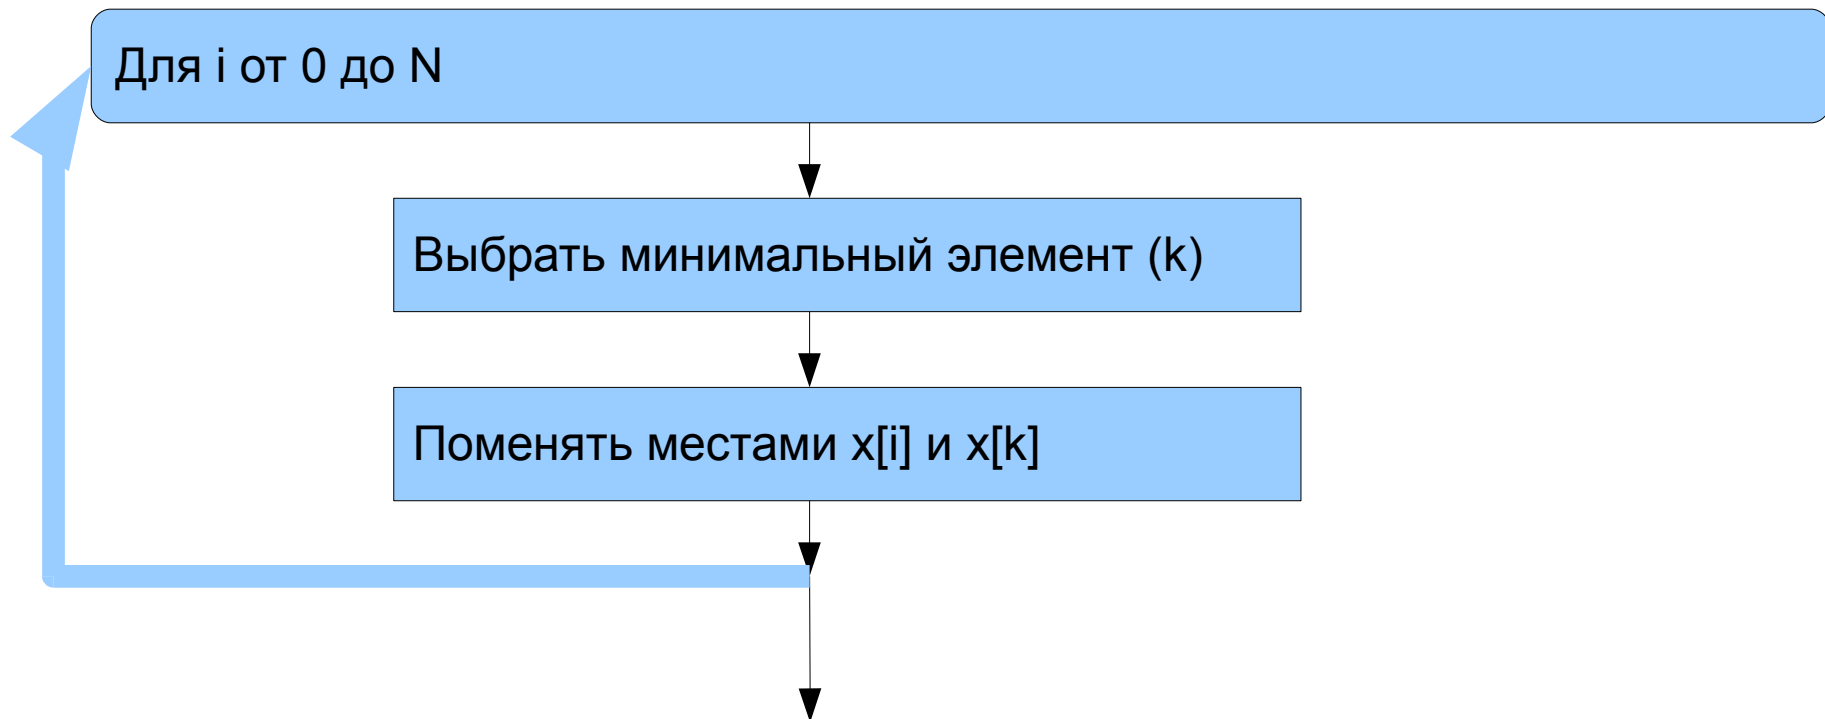 Для i от 0 до N
Выбрать минимальный элемент (k)
Поменять местами x[i] и x[k]